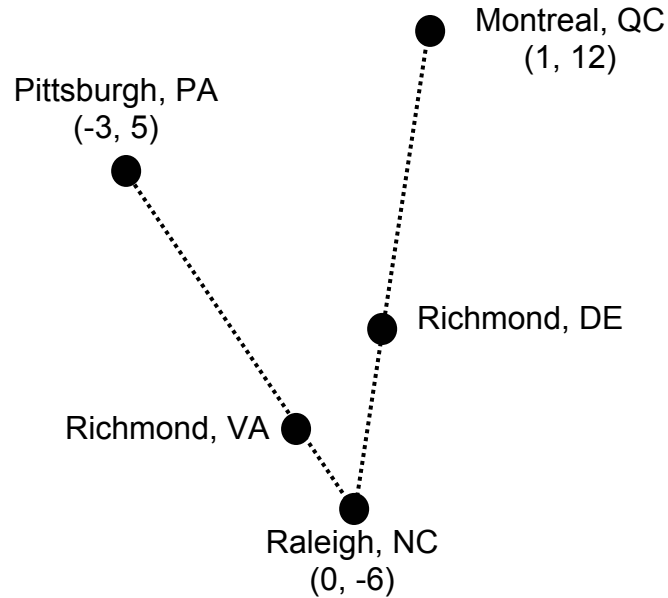 Montreal, QC
(1, 12)
Pittsburgh, PA
(-3, 5)
Richmond, DE
Richmond, VA
Raleigh, NC
(0, -6)